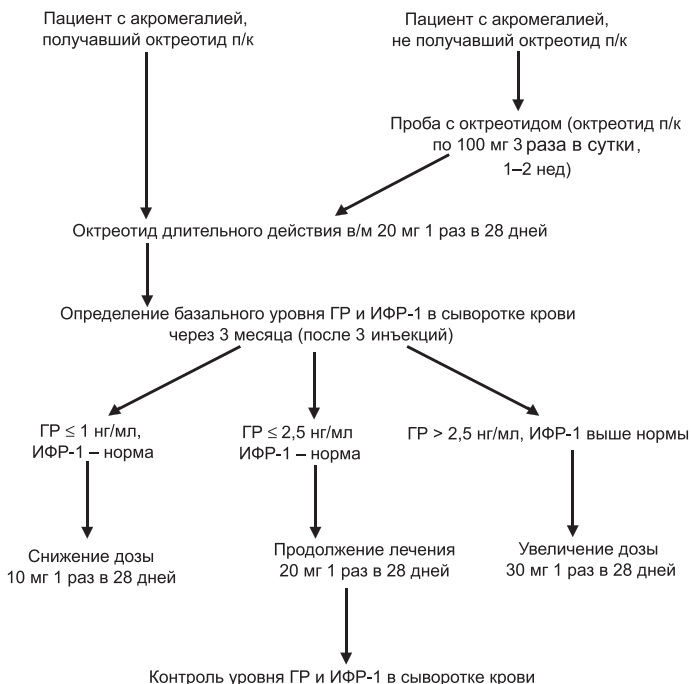 Пациент с акромегалией,
получавший октреотид п/к
Пациент с акромегалией,
не получавший октреотид п/к
Проба с октреотидом (октреотид п/к
по 100 мг 3 раза в сутки,
1–2 нед)
Октреотид длительного действия в/м 20 мг 1 раз в 28 дней
Определение базального уровня ГР и ИФР-1 в сыворотке крови
через 3 месяца (после 3 инъекций)
ГР ≤ 1 нг/мл,
ИФР-1 – норма
ГР ≤ 2,5 нг/мл
ИФР-1 – норма
ГР > 2,5 нг/мл, ИФР-1 выше нормы
Снижение дозы
10 мг 1 раз в 28 дней
Продолжение лечения
20 мг 1 раз в 28 дней
Увеличение дозы
30 мг 1 раз в 28 дней
Контроль уровня ГР и ИФР-1 в сыворотке крови